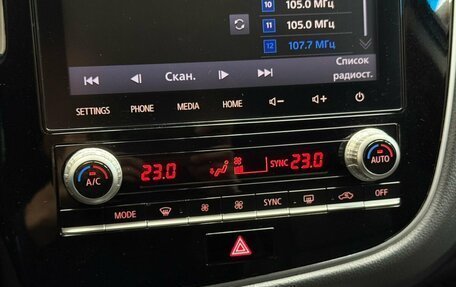 10 105.0 МГц
11 105.0 МГц
12 107.7 МГц
Скан.
Список
радиост.
SETTINGS PHONE MEDIA HOME
23.0 SYNC 23.0
A/C AUTO
MODE SYNC OFF